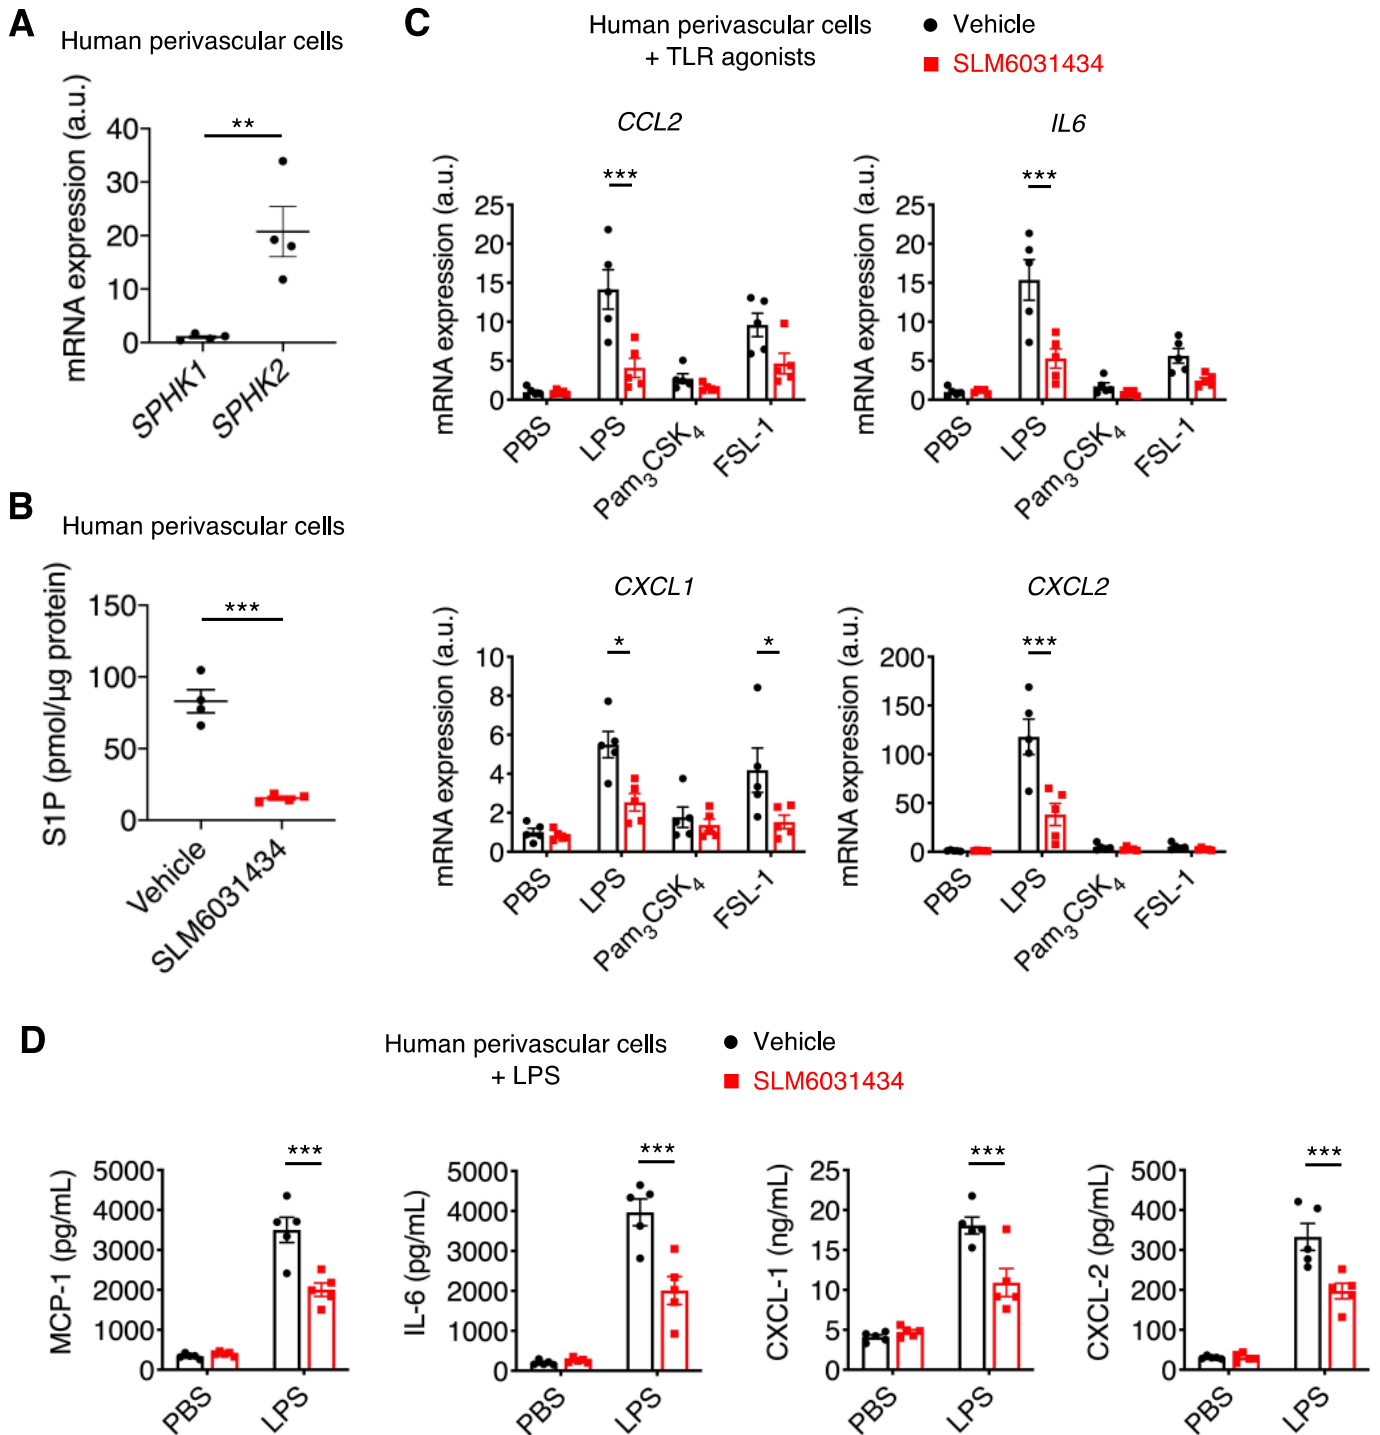 A
Human perivascular cells
mRNA expression (a.u.)
40
30
20
10
0
**
SPHK1
SPHK2
B
Human perivascular cells
S1P (pmol/µg protein)
150
100
50
0
***
Vehicle
SLM6031434
C
Human perivascular cells
+ TLR agonists
Vehicle
SLM6031434
CCL2
mRNA expression (a.u.)
25
20
15
10
5
0
***
PBS
LPS
Pam3CSK4
FSL-1
IL6
mRNA expression (a.u.)
25
20
15
10
5
0
***
PBS
LPS
Pam3CSK4
FSL-1
CXCL1
mRNA expression (a.u.)
10
8
6
4
2
0
*
*
PBS
LPS
Pam3CSK4
FSL-1
CXCL2
mRNA expression (a.u.)
200
150
100
50
0
***
PBS
LPS
Pam3CSK4
FSL-1
D
Human perivascular cells
+ LPS
Vehicle
SLM6031434
MCP-1 (pg/mL)
5000
4000
3000
2000
1000
0
***
PBS
LPS
IL-6 (pg/mL)
5000
4000
3000
2000
1000
0
***
PBS
LPS
CXCL-1 (ng/mL)
25
20
15
10
5
0
***
PBS
LPS
CXCL-2 (pg/mL)
500
400
300
200
100
0
***
PBS
LPS